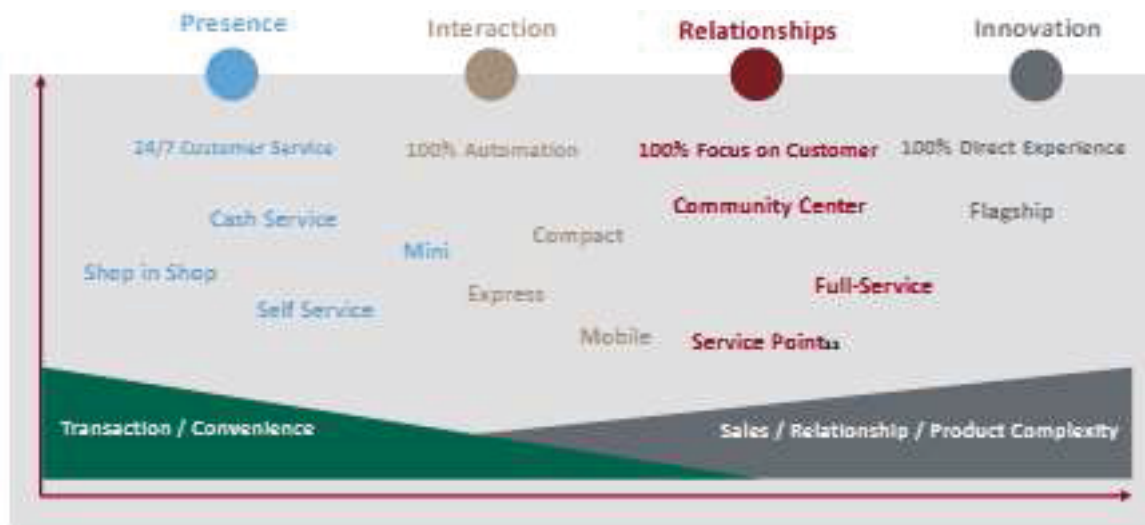 Presence
Interaction
Relationships
Innovation
24/7 Customer Service
100% Automation
100% Focus on Customer
100% Direct Experience
Cash Service
Community Center
Flagship
Compact
Mini
Shop in Shop
Full-Service
Express
Self Service
Mobile
Service Point
Transaction / Convenience
Sales / Relationship / Product Complexity